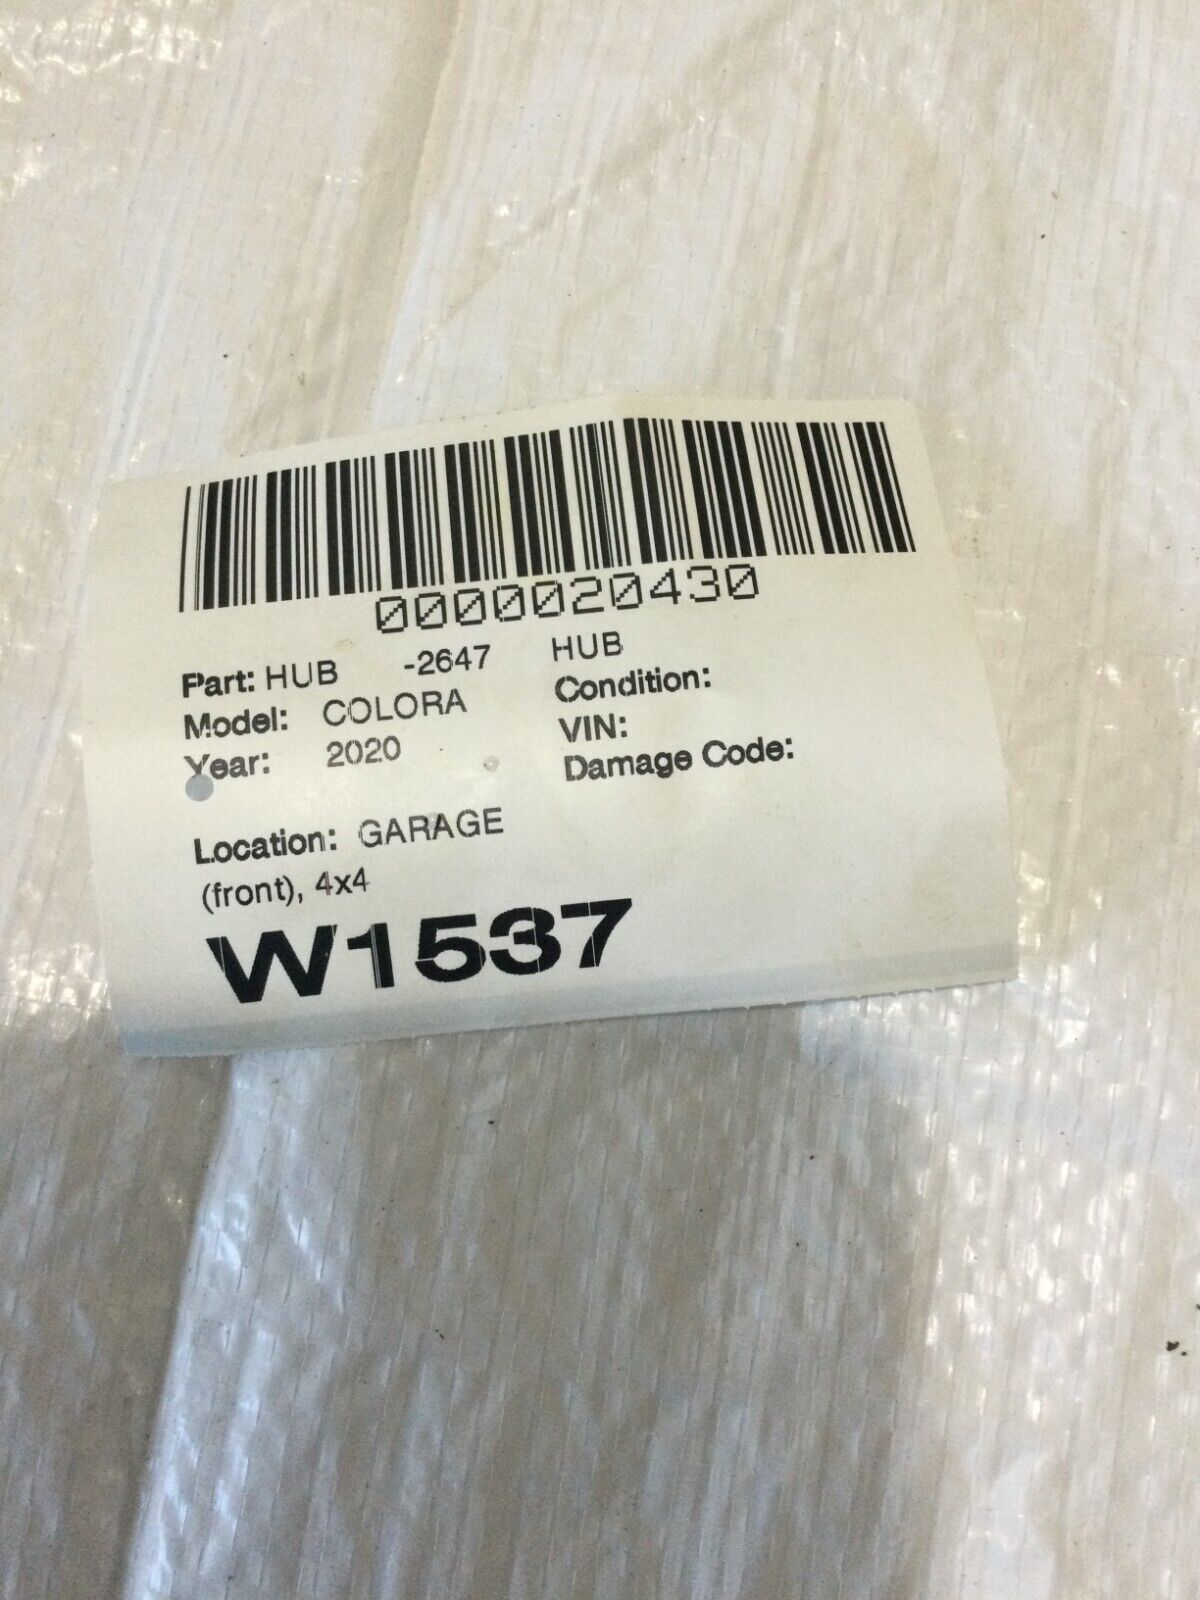 0000020430
Part: HUB -2647 HUB
Model: COLORA Condition:
Year: 2020 VIN:
Damage Code:
Location: GARAGE
(front), 4x4
W1537